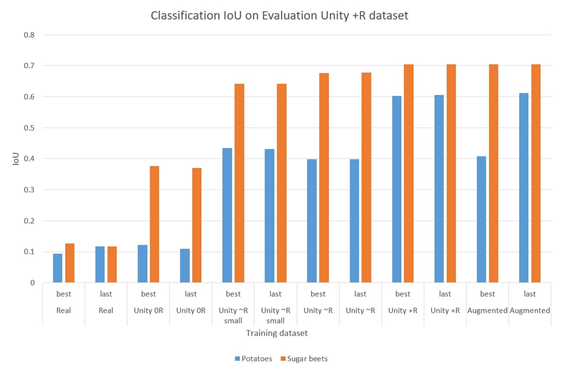 Classification IoU on Evaluation Unity +R dataset
0.8
0.7
0.6
0.5
0.4
0.3
0.2
0.1
0
IoU
best last best last best last best last best last best last
Real Real Unity 0R Unity 0R Unity ~R small Unity ~R small Unity ~R Unity ~R Unity +R Unity +R Augmented Augmented
Training dataset
Potatoes Sugar beets